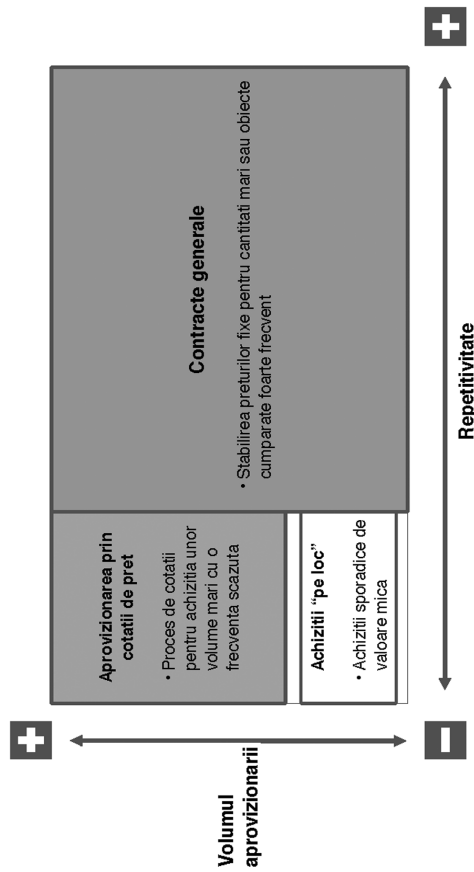 Volumul
aprovizionarii
Aprovizionarea prin
cotatii de pret
• Proces de cotatii
pentru achizitia unor
volume mari cu o
frecventa scazuta
Achizitii “pe loc”
• Achizitii sporadice de
valoare mica
Contracte generale
• Stabilirea preturilor fixe pentru cantitati mari sau obiecte
cumparate foarte frecvent
Repetitivitate